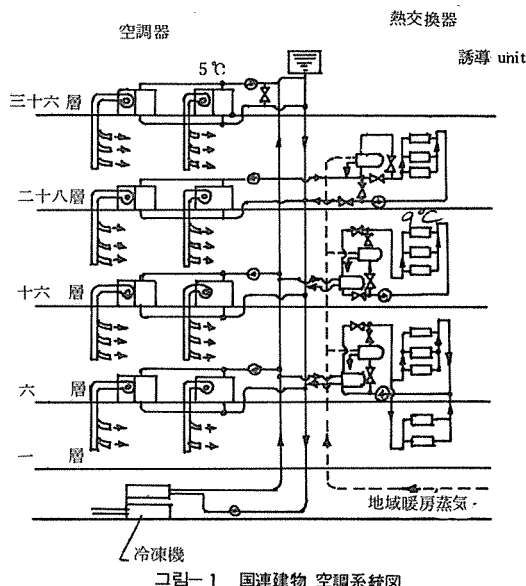 空調器
熱交換器
誘導 unit
5℃
三十六 層
二十八層
9℃
十六 層
六 層
一 層
地域暖房蒸気
冷凍機
그림-1 国連建物 空調系統図